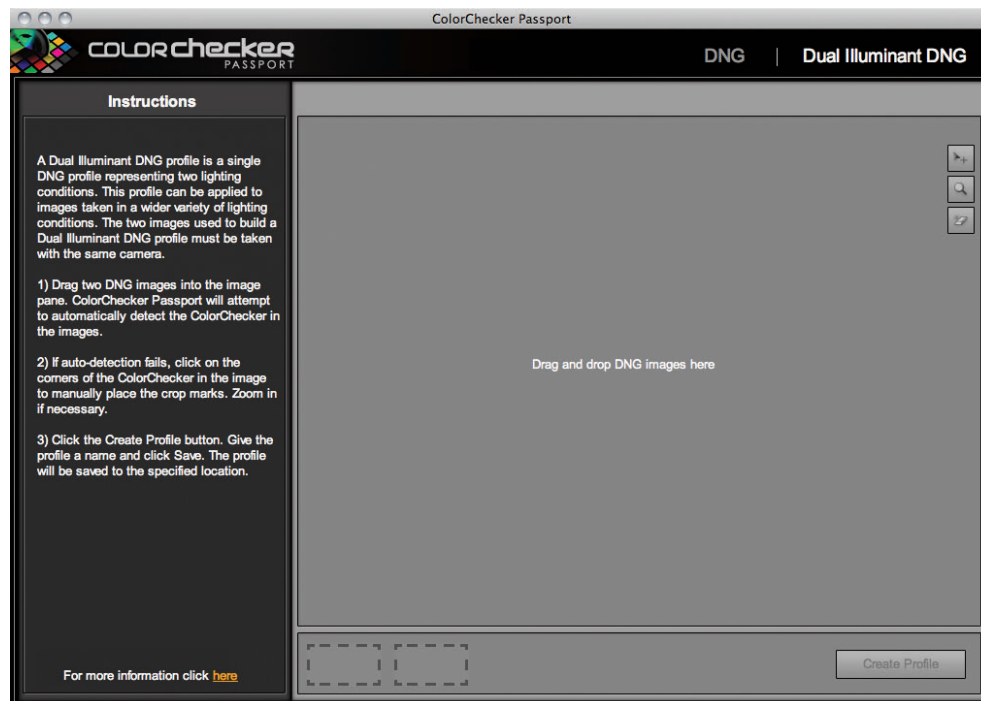 ColorChecker Passport
COLORCHECKER
PASSPORT
DNG | Dual Illuminant DNG
Instructions
A Dual Illuminant DNG profile is a single
DNG profile representing two lighting
conditions. This profile can be applied to
images taken in a wider variety of lighting
conditions. The two images used to build a
Dual Illuminant DNG profile must be taken
with the same camera.
1) Drag two DNG images into the image
pane. ColorChecker Passport will attempt
to automatically detect the ColorChecker in
the images.
2) If auto-detection fails, click on the
corners of the ColorChecker in the image
to manually place the crop marks. Zoom in
if necessary.
3) Click the Create Profile button. Give the
profile a name and click Save. The profile
will be saved to the specified location.
For more information click here
Drag and drop DNG images here
Create Profile